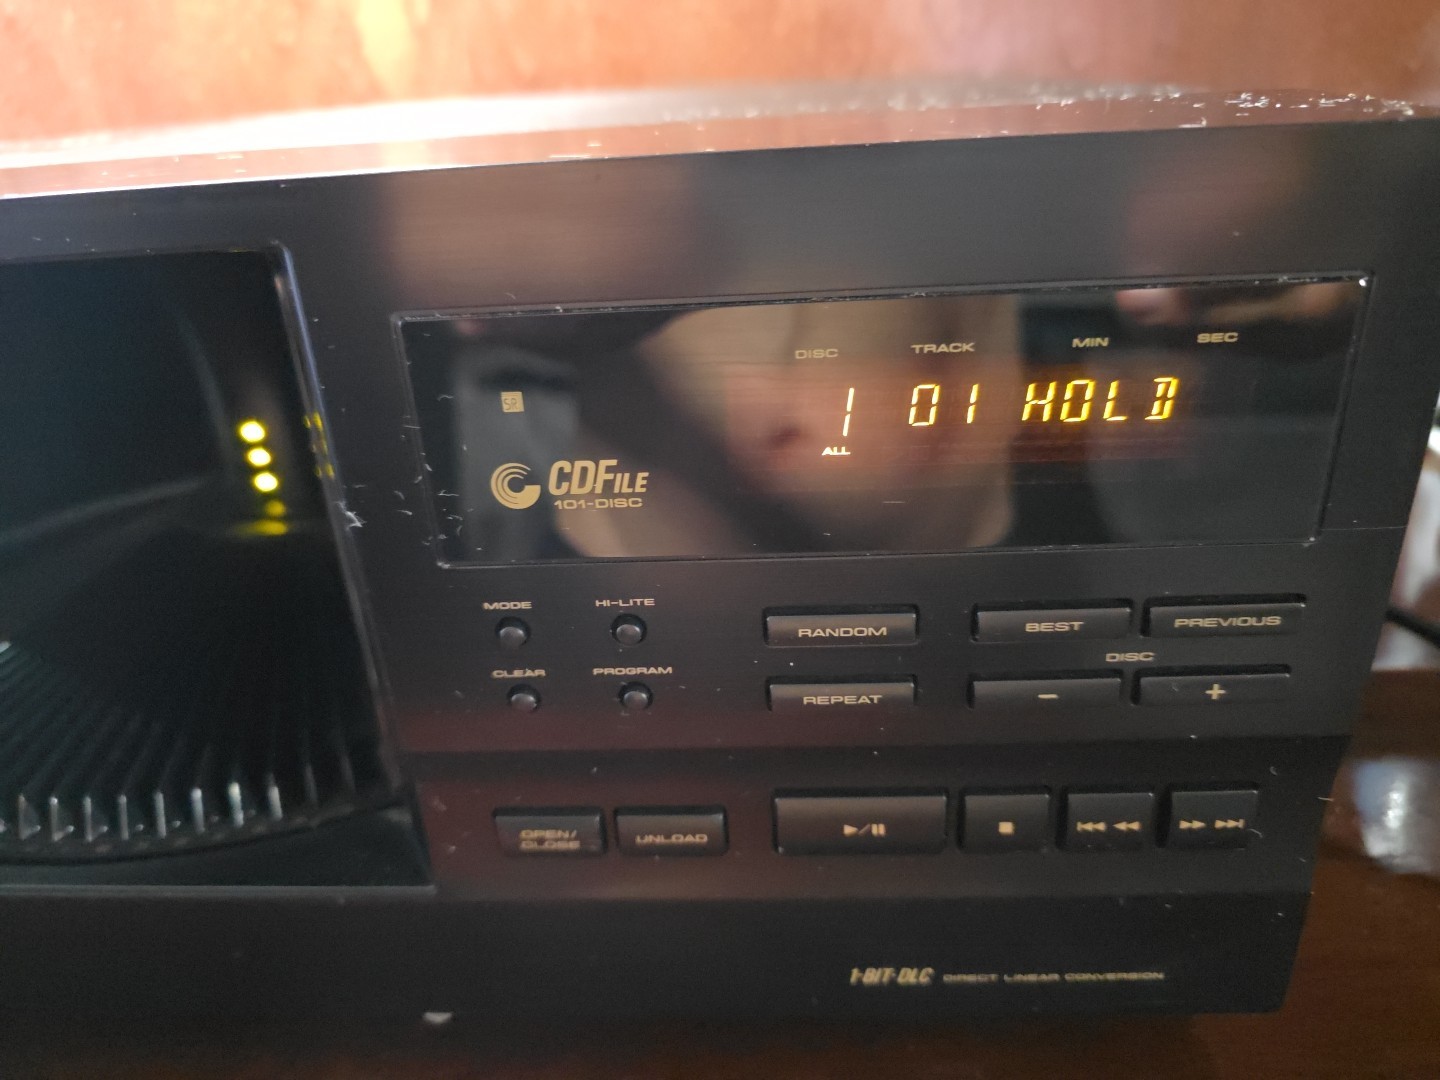 DISC TRACK MIN SEC
SR
1 01 HOLD
ALL
CDFILE
101-DISC
MODE HI-LITE
RANDOM BEST PREVIOUS
DISC
CLEAR PROGRAM
REPEAT - +
OPEN/
CLOSE
UNLOAD
1-BIT-DLC DIRECT LINEAR CONVERSION